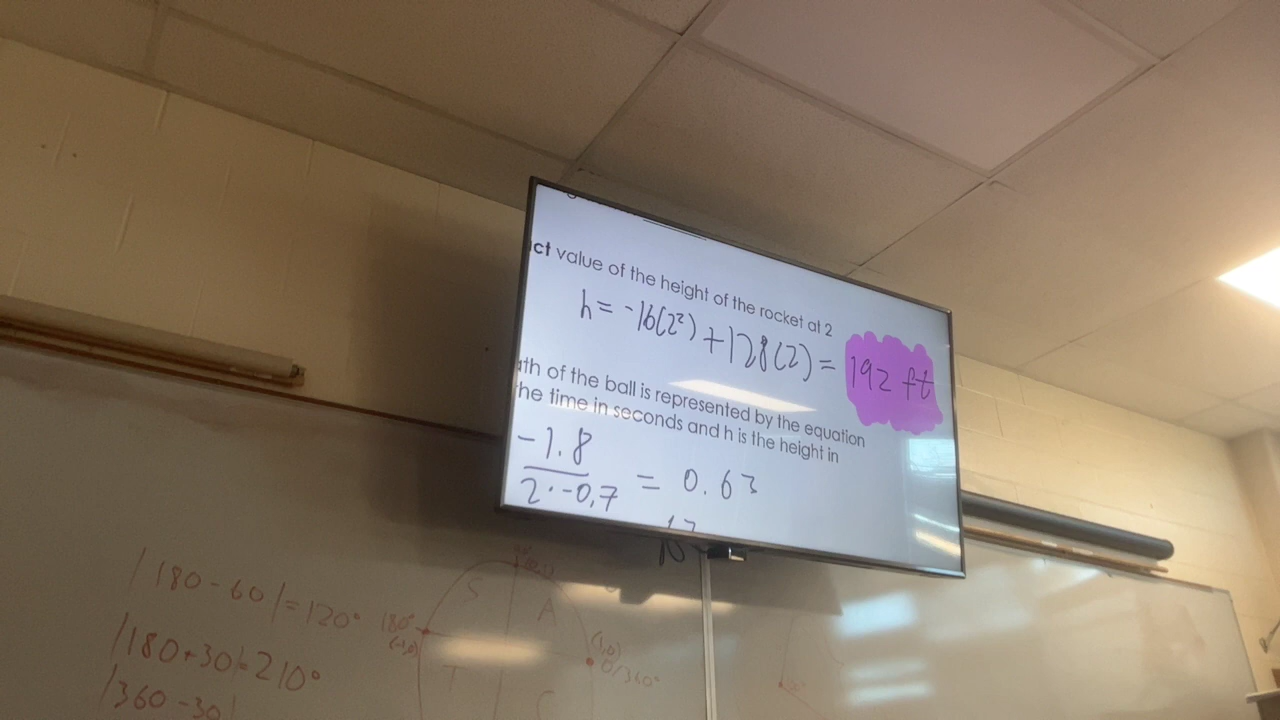 ct value of the height of the rocket at 2
h = -16(2²) + 128(2) = 192 ft
ath of the ball is represented by the equation
he time in seconds and h is the height in
-1.8
2·-0.7
= 0.63
|180-60|=120°
|180+30|=210°
|360-30|
180°
(-1,0)
S
A
T
C
(1,0)
0/360°